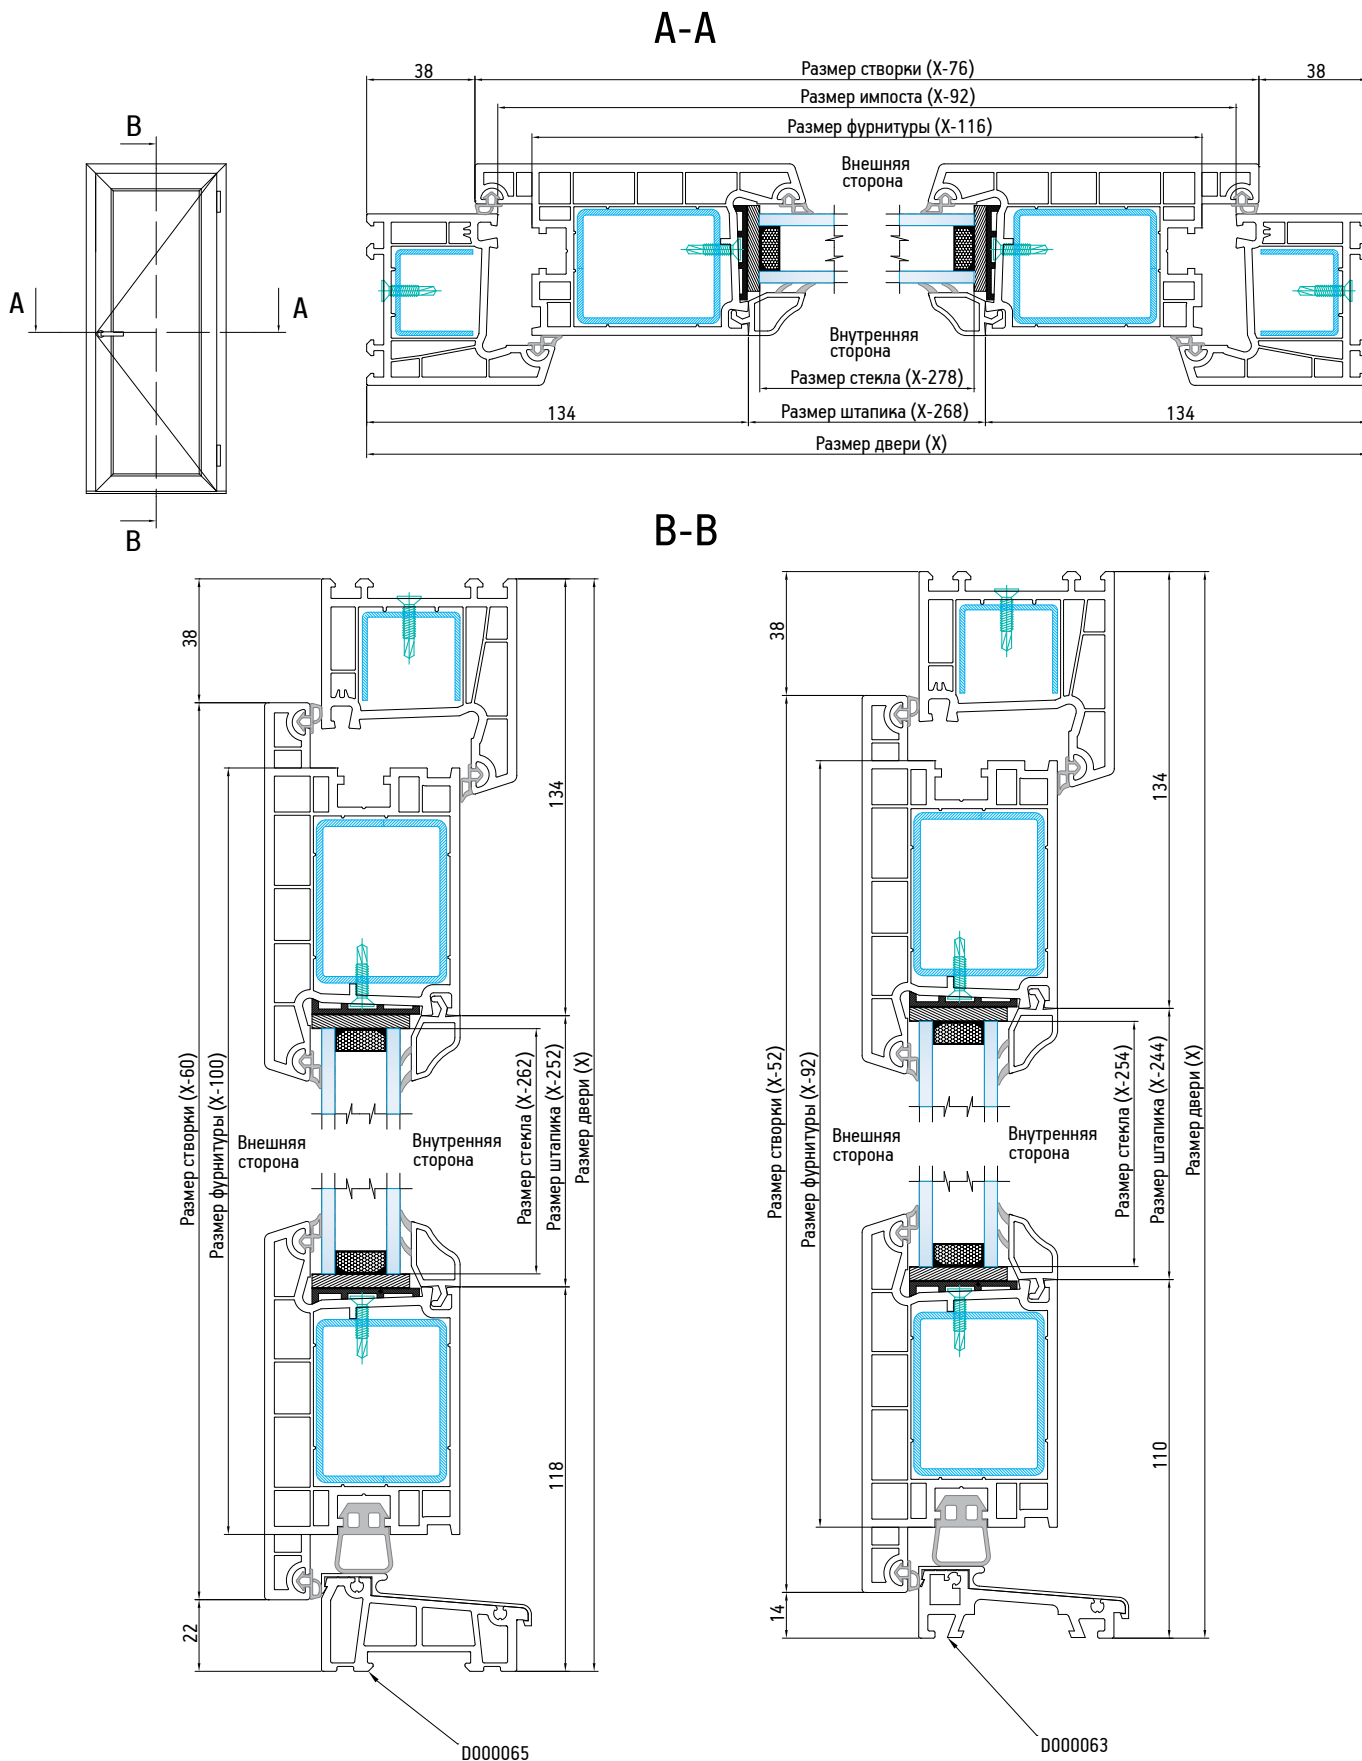 A-A
38
Размер створки (X-76)
38
Размер импоста (X-92)
Размер фурнитуры (X-116)
B
Внешняя
сторона
A
A
Внутренняя
сторона
Размер стекла (X-278)
134
Размер штапика (X-268)
134
Размер двери (X)
B
B-B
38
134
Размер створки (X-60)
Размер фурнитуры (X-100)
Внешняя
сторона
Внутренняя
сторона
Размер стекла (X-262)
Размер штапика (X-252)
Размер двери (X)
118
22
D000065
38
134
Размер створки (X-52)
Размер фурнитуры (X-92)
Внешняя
сторона
Внутренняя
сторона
Размер стекла (X-254)
Размер штапика (X-244)
Размер двери (X)
110
14
D000063